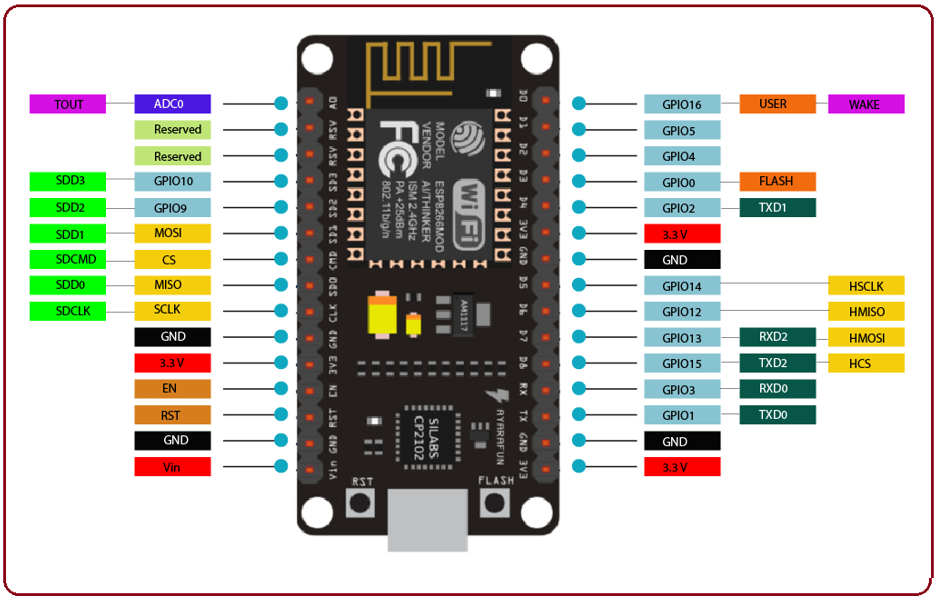 TOUT ADC0
Reserved
Reserved
SDD3 GPIO10
SDD2 GPIO9
SDD1 MOSI
SDCMD CS
SDD0 MISO
SDCLK SCLK
GND
3.3 V
EN
RST
GND
Vin
A0
RSV
RSV
SD3
SD2
SD1
CMD
SD0
CLK
GND
3V3
EN
RST
GND
Vin
FC
MODEL ESP8266MOD
VENDOR AI/THINKER
ISM 2.4GHz
PA +25dBm
802.11b/g/n
WiFi
AM1117
SILABS
CP2102
AYARAFUN
RST
FLASH
D0
D1
D2
D3
D4
3V3
GND
D5
D6
D7
D8
RX
TX
GND
3V3
GPIO16 USER WAKE
GPIO5
GPIO4
GPIO0 FLASH
GPIO2 TXD1
3.3 V
GND
GPIO14 HSCLK
GPIO12 HMISO
GPIO13 RXD2 HMOSI
GPIO15 TXD2 HCS
GPIO3 RXD0
GPIO1 TXD0
GND
3.3 V